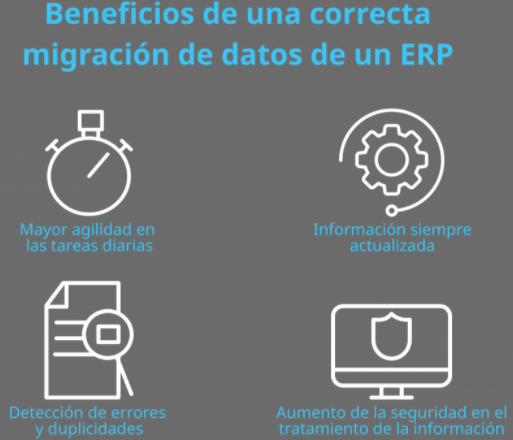 Beneficios de una correcta
migración de datos de un ERP
Mayor agilidad en
las tareas diarias
Información siempre
actualizada
Detección de errores
y duplicidades
Aumento de la seguridad en el
tratamiento de la información